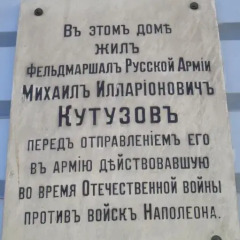 Въ этомъ домѣ
жилъ
Фельдмаршалъ Русской Арміи
Михаилъ Илларіоновичъ
Кутузовъ
передъ отправленіемъ его
въ армію дѣйствовавшую
во время Отечественной войны
противъ войскъ Наполеона.